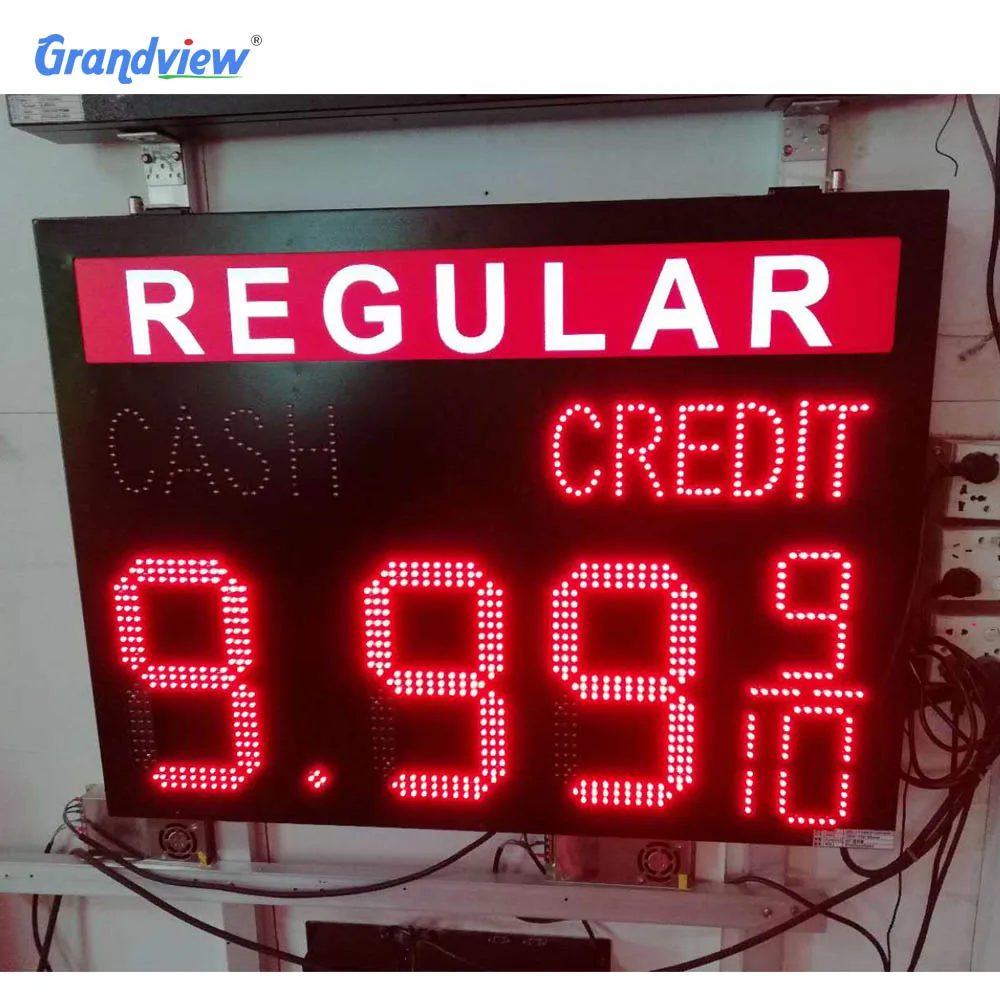 Grandview®
REGULAR
CASH CREDIT
9.99 9/10